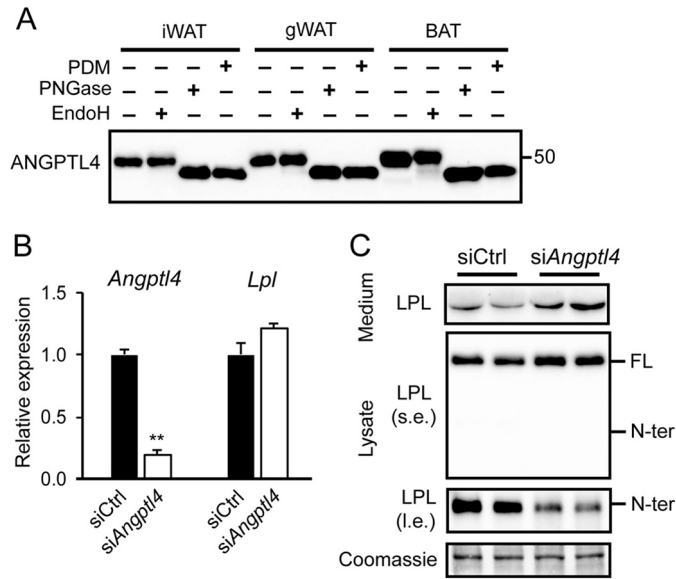 A
iWAT gWAT BAT
PDM – – – + – – – + – – – +
PNGase – – + – – – + – – – + –
EndoH – + – – – + – – – + – –
ANGPTL4 50
B
Angptl4 Lpl
Relative expression
1.5
1.0
0.5
0.0
**
siCtrl siAngptl4 siCtrl siAngptl4
C
siCtrl siAngptl4
Medium LPL
Lysate LPL (s.e.) FL
N-ter
LPL (l.e.) N-ter
Coomassie